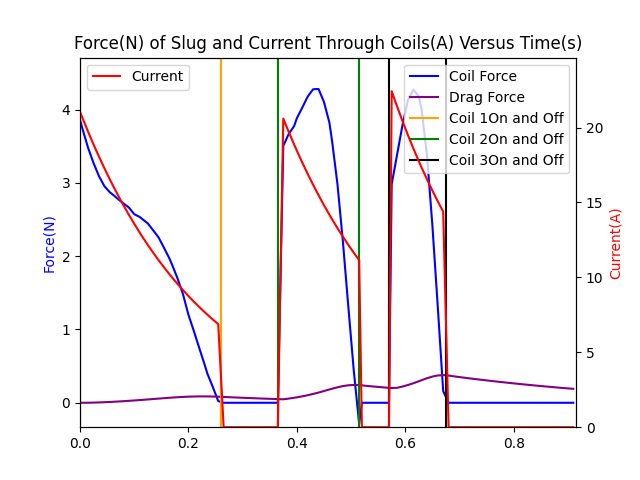 Force(N) of Slug and Current Through Coils(A) Versus Time(s)
Current
Coil Force
Drag Force
Coil 1On and Off
Coil 2On and Off
Coil 3On and Off
Force(N)
4
3
2
1
0
Current(A)
20
15
10
5
0
0.0 0.2 0.4 0.6 0.8